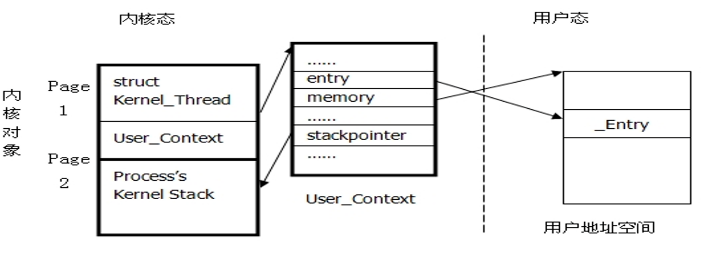 内核态
用户态
内核对象
Page
1
struct
Kernel_Thread
User_Context
Page
2
Process's
Kernel Stack
......
entry
memory
......
stackpointer
......
User_Context
_Entry
用户地址空间